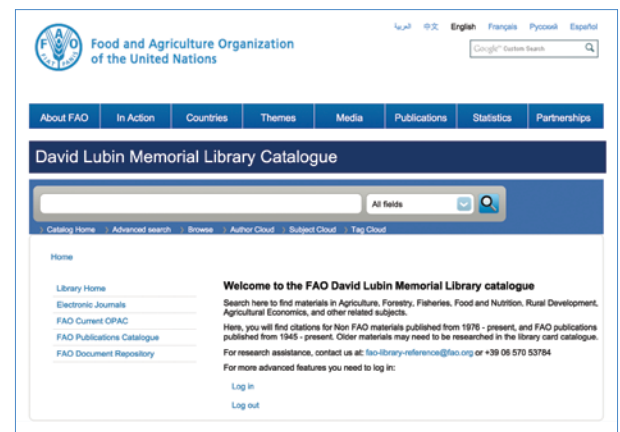 العربية 中文 English Français Русский Español
F A O
FIAT PANIS
Food and Agriculture Organization
of the United Nations
Google™ Custom Search
About FAO In Action Countries Themes Media Publications Statistics Partnerships
David Lubin Memorial Library Catalogue
All fields
Catalog Home Advanced search Browse Author Cloud Subject Cloud Tag Cloud
Home
Library Home
Electronic Journals
FAO Current OPAC
FAO Publications Catalogue
FAO Document Repository
Welcome to the FAO David Lubin Memorial Library catalogue
Search here to find materials in Agriculture, Forestry, Fisheries, Food and Nutrition, Rural Development,
Agricultural Economics, and other related subjects.
Here, you will find citations for Non FAO materials published from 1976 - present, and FAO publications
published from 1945 - present. Older materials may need to be researched in the library card catalogue.
For research assistance, contact us at: fao-library-reference@fao.org or +39 06 570 53784
For more advanced features you need to log in:
Log in
Log out